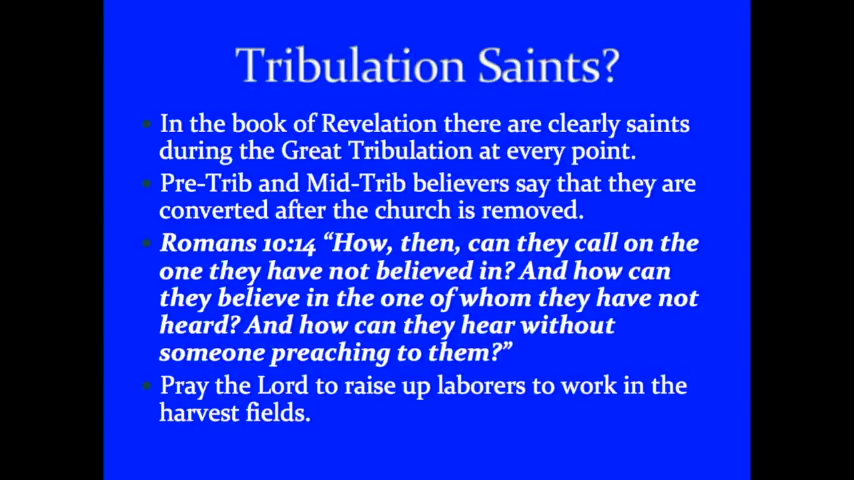 Tribulation Saints?
• In the book of Revelation there are clearly saints
during the Great Tribulation at every point.
• Pre-Trib and Mid-Trib believers say that they are
converted after the church is removed.
• Romans 10:14 “How, then, can they call on the
one they have not believed in? And how can
they believe in the one of whom they have not
heard? And how can they hear without
someone preaching to them?”
• Pray the Lord to raise up laborers to work in the
harvest fields.